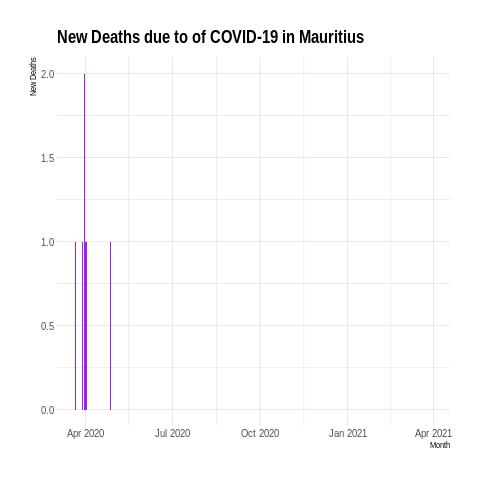 New Deaths due to of COVID-19 in Mauritius
New Deaths
2.0
1.5
1.0
0.5
0.0
Apr 2020 Jul 2020 Oct 2020 Jan 2021 Apr 2021
Month